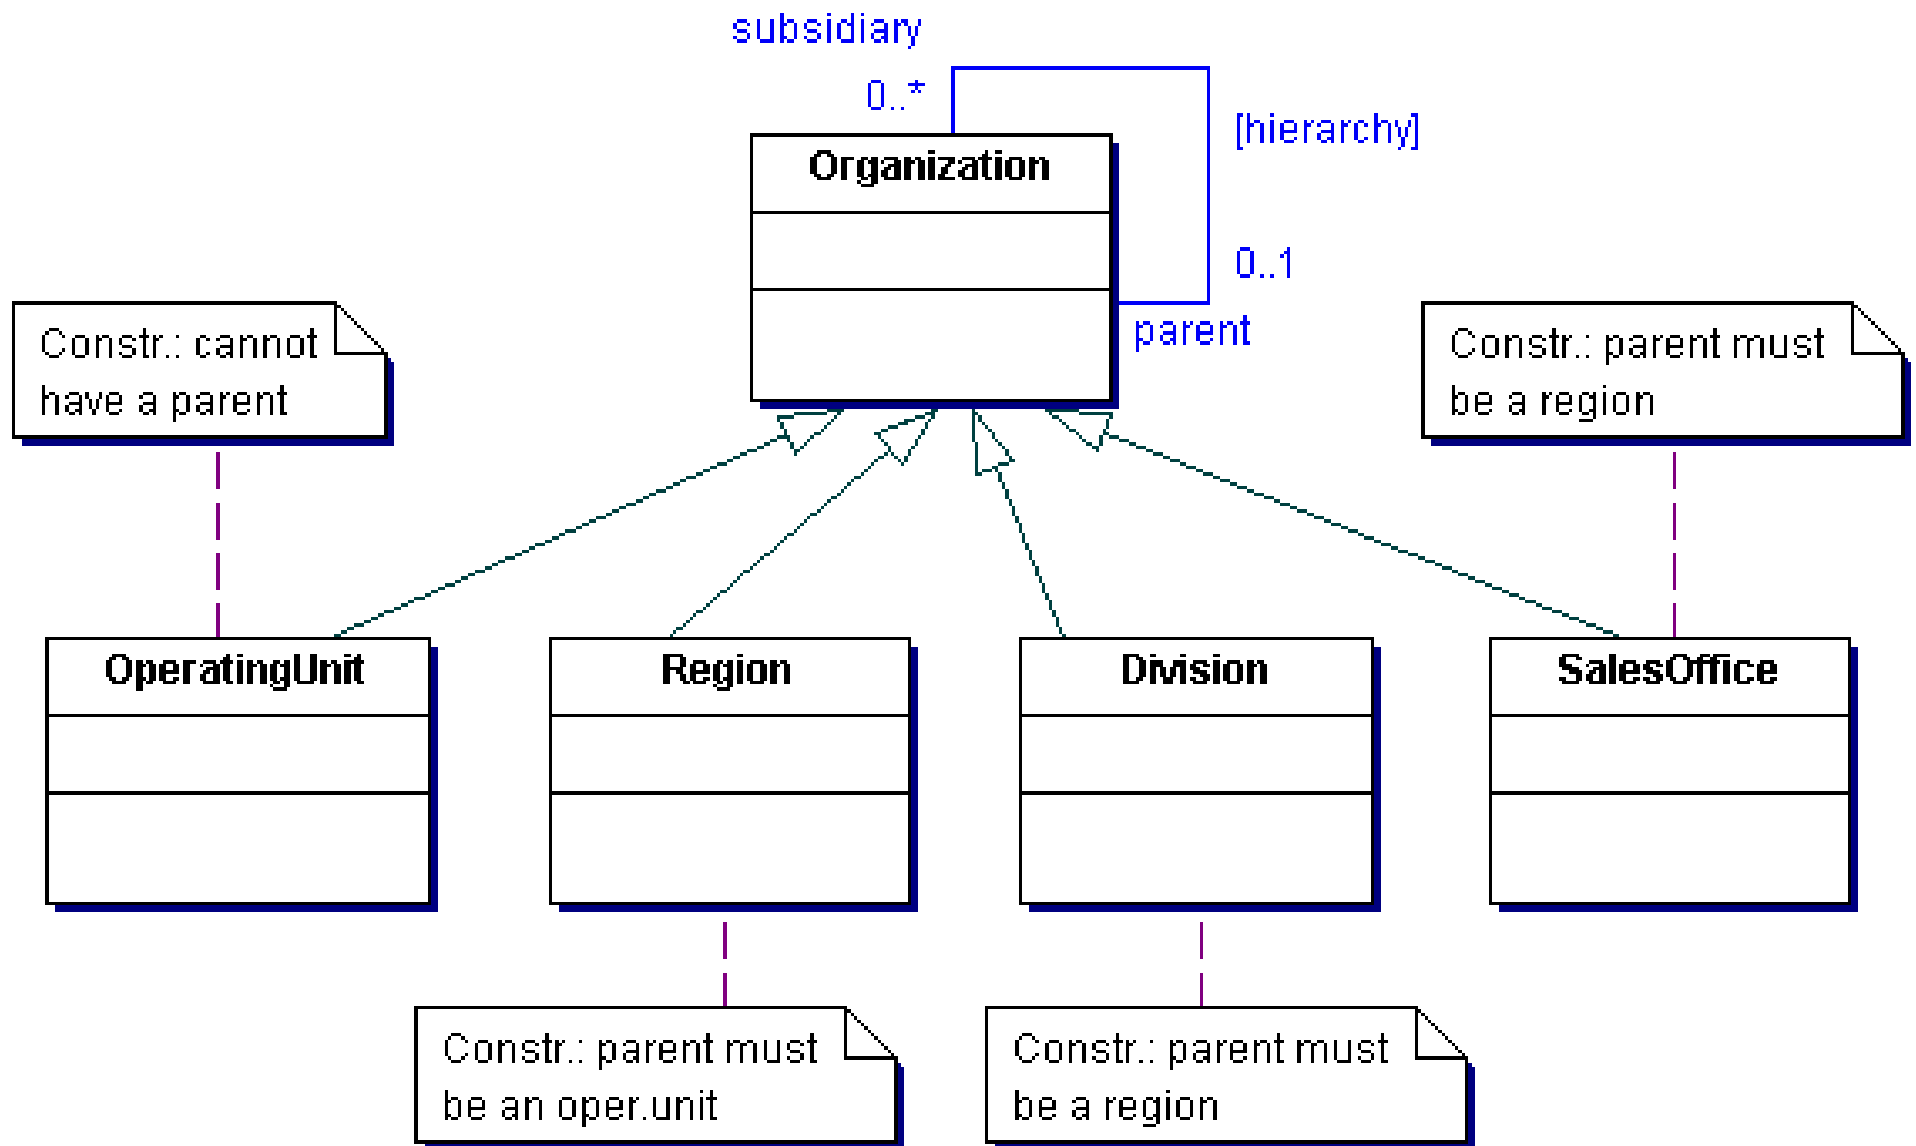 subsidiary
0..*
[hierarchy]
Organization
0..1
parent
Constr.: cannot
have a parent
Constr.: parent must
be a region
OperatingUnit
Region
Division
SalesOffice
Constr.: parent must
be an oper.unit
Constr.: parent must
be a region